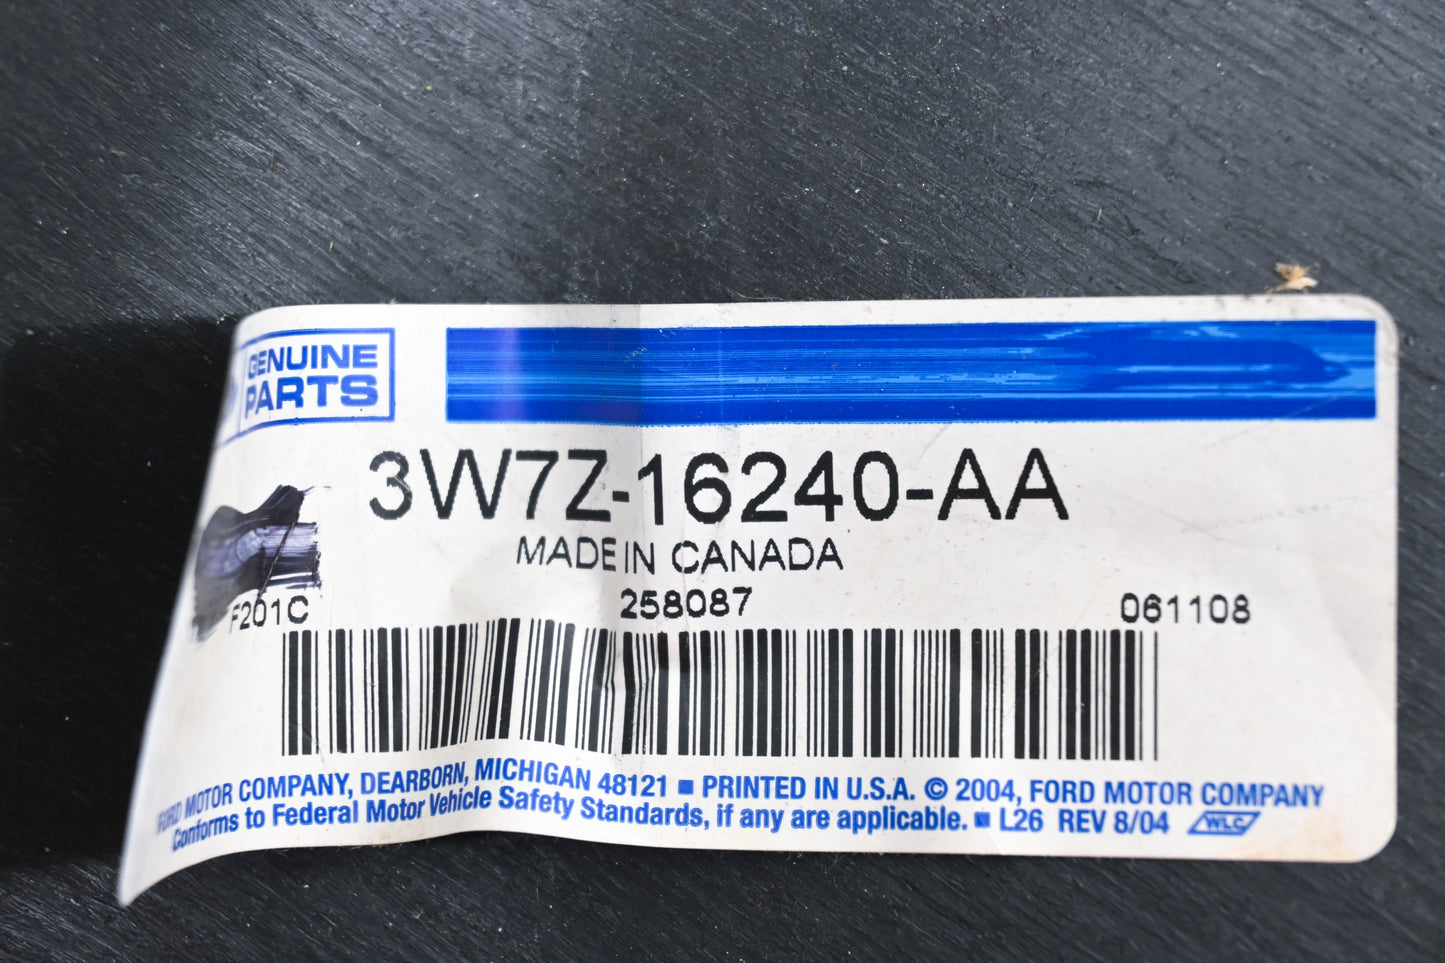 GENUINE
PARTS
3W7Z-16240-AA
MADE IN CANADA
F201C 258087 061108
FORD MOTOR COMPANY, DEARBORN, MICHIGAN 48121 ■ PRINTED IN U.S.A. © 2004, FORD MOTOR COMPANY
Conforms to Federal Motor Vehicle Safety Standards, if any are applicable. ■ L26 REV 8/04 WLC